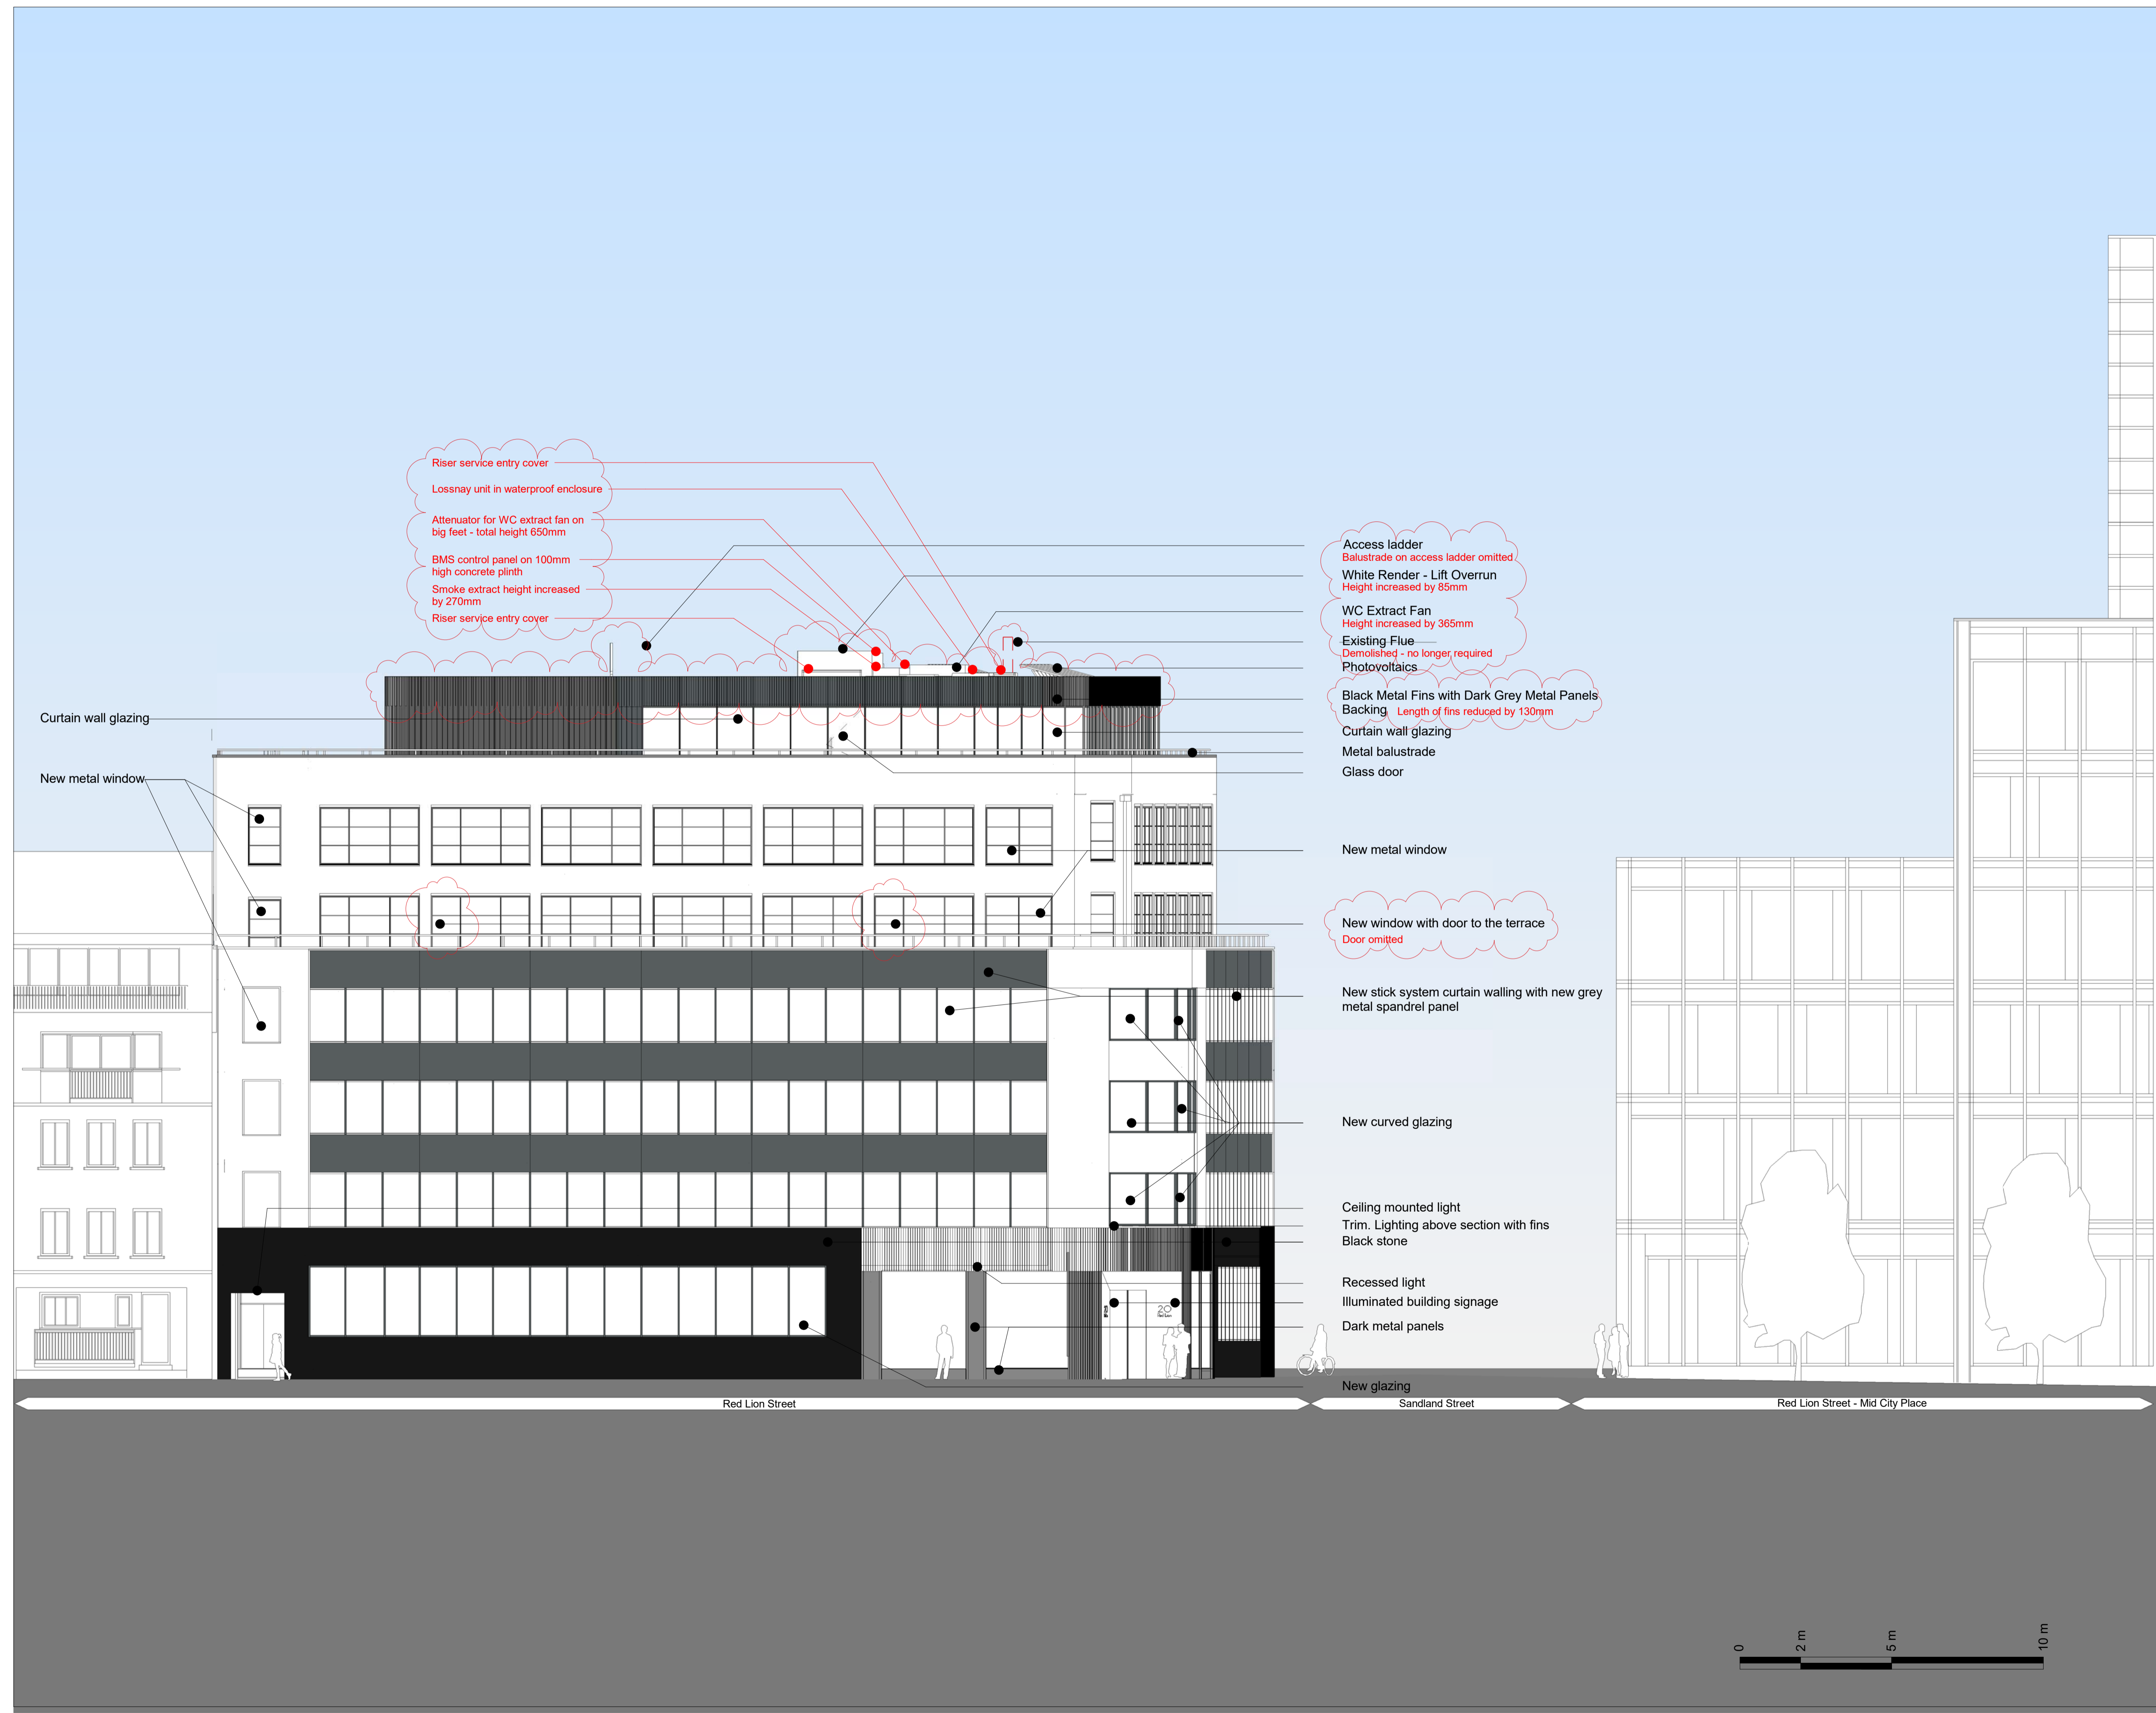 Riser service entry cover
Lossnay unit in waterproof enclosure
Attenuator for WC extract fan on
big feet - total height 650mm
BMS control panel on 100mm
high concrete plinth
Smoke extract height increased
by 270mm
Riser service entry cover
Curtain wall glazing
New metal window
Access ladder
Balustrade on access ladder omitted
White Render - Lift Overrun
Height increased by 85mm
WC Extract Fan
Height increased by 365mm
Existing Flue
Demolished - no longer required
Photovoltaics
Black Metal Fins with Dark Grey Metal Panels
Backing Length of fins reduced by 130mm
Curtain wall glazing
Metal balustrade
Glass door
New metal window
New window with door to the terrace
Door omitted
New stick system curtain walling with new grey
metal spandrel panel
New curved glazing
Ceiling mounted light
Trim. Lighting above section with fins
Black stone
Recessed light
Illuminated building signage
Dark metal panels
New glazing
20
Red Lion Street
Sandland Street
Red Lion Street - Mid City Place
0
2 m
5 m
10 m